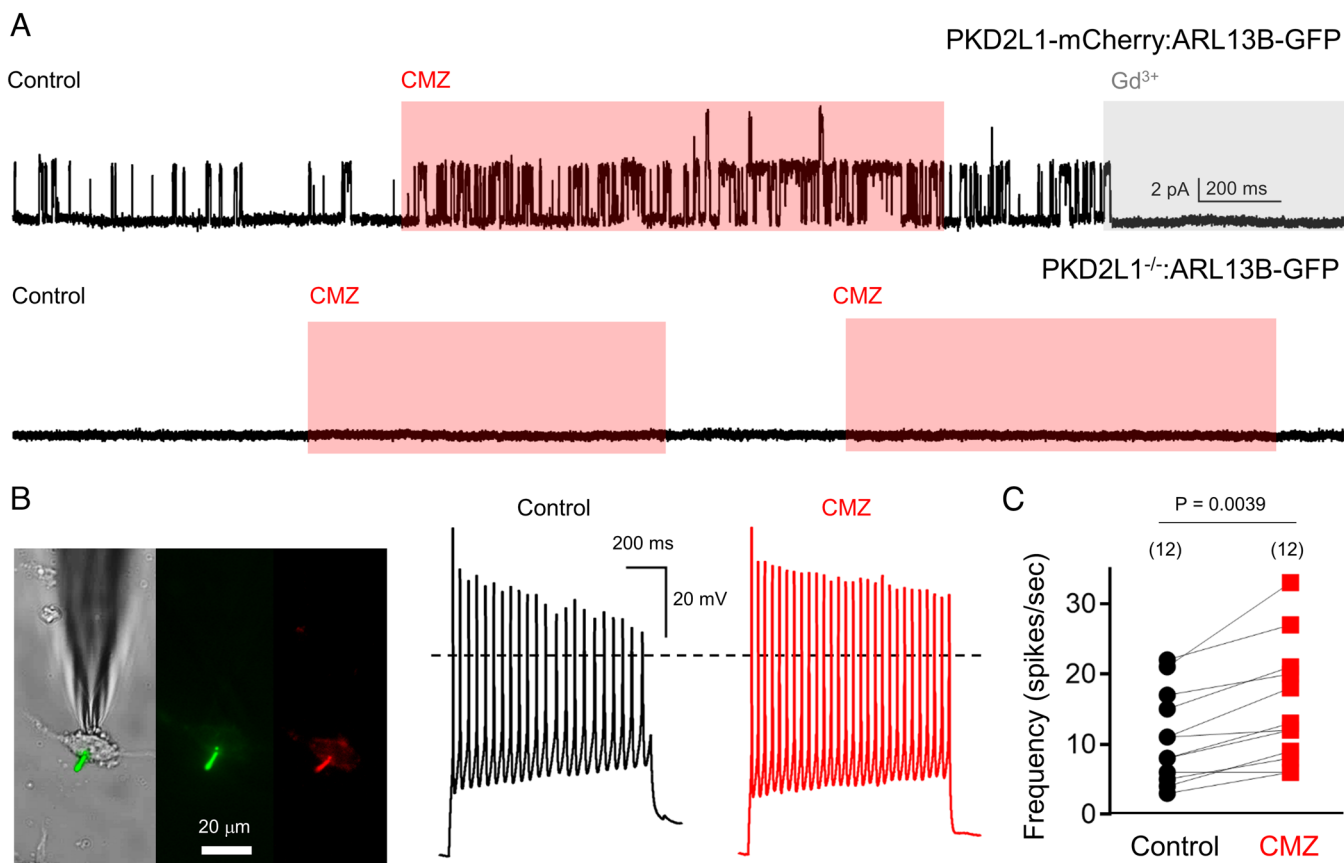 A
PKD2L1-mCherry:ARL13B-GFP
Control
CMZ
Gd³⁺
2 pA
200 ms
PKD2L1⁻/⁻:ARL13B-GFP
Control
CMZ
CMZ
B
Control
CMZ
200 ms
20 mV
20 μm
C
P = 0.0039
(12)
(12)
Frequency (spikes/sec)
30
20
10
0
Control
CMZ